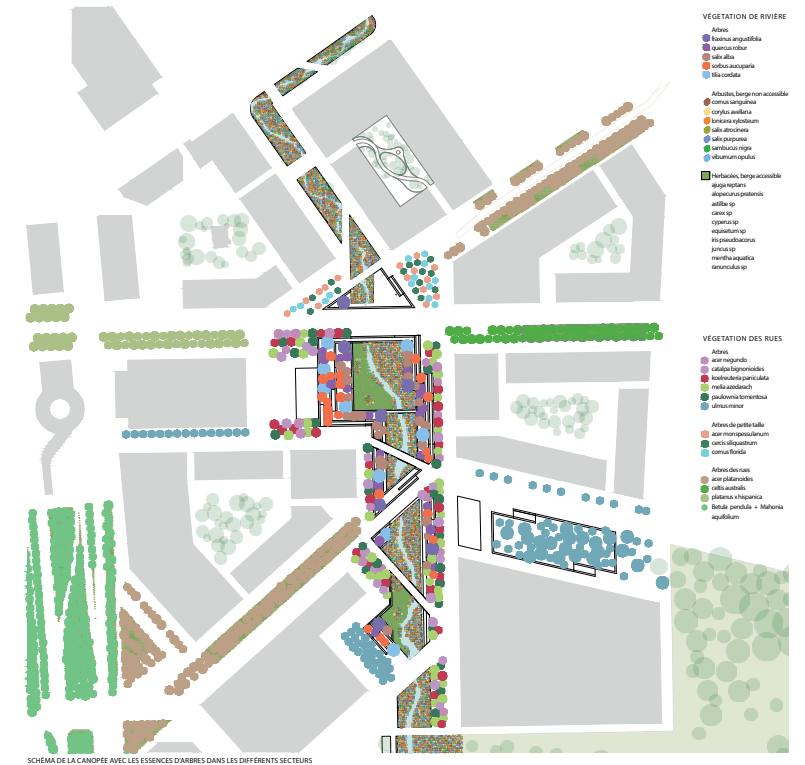 VÉGETATION DE RIVIÈRE
Arbres
fraxinus angustifolia
quercus robur
salix alba
sorbus aucuparia
tilia cordata
Arbustes, berge non accessible
cornus sanguinea
corylus avellana
lonicera xylosteum
salix atrocinera
salix purpurea
sambucus nigra
viburnum opulus
Herbacées, berge accessible
ajuga reptans
alopecurus pratensis
astilbe sp
carex sp
cyperus sp
equisetum sp
iris pseudoacorus
juncus sp
mentha aquatica
ranunculus sp
VÉGETATION DES RUES
Arbres
acer negundo
catalpa bignonioides
koelreuteria paniculata
melia azedarach
paulownia tomentosa
ulmus minor
Arbres de petite taille
acer monspessulanum
cercis siliquastrum
cornus florida
Arbres des rues
acer platanoides
celtis australis
platanus x hispanica
Betula pendula + Mahonia
aquifolium
SCHÉMA DE LA CANOPÉE AVEC LES ESSENCES D'ARBRES DANS LES DIFFÉRENTS SECTEURS